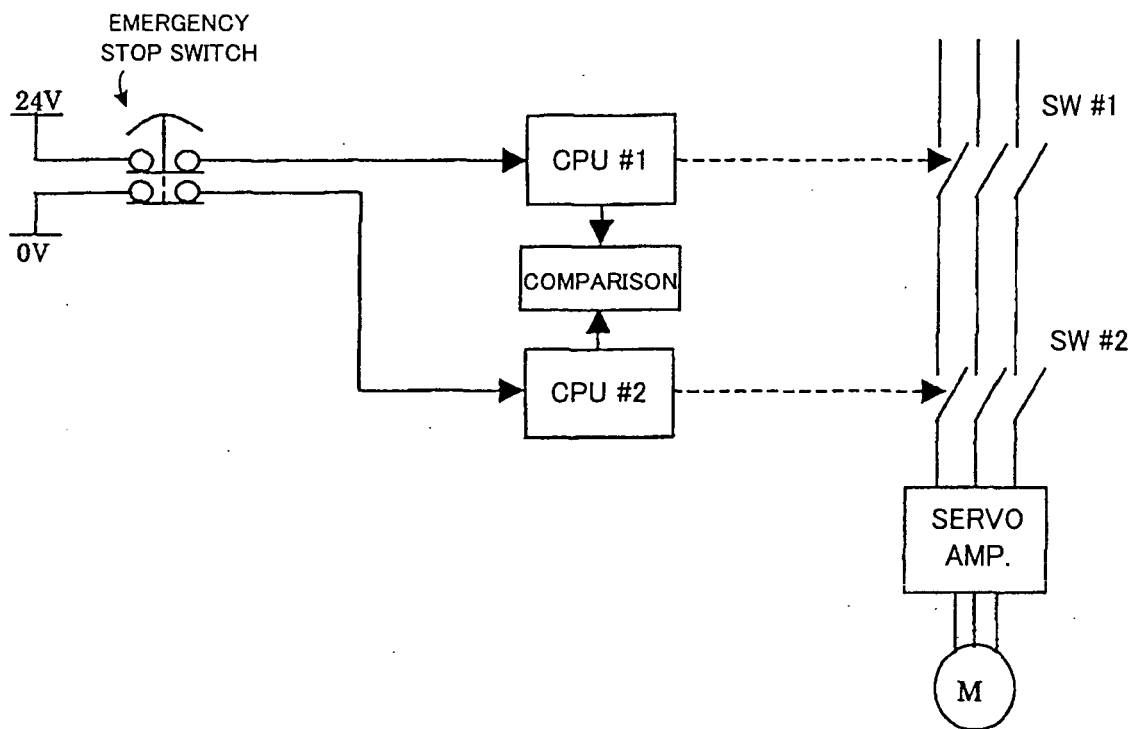 EMERGENCY
STOP SWITCH
24V
0V
CPU #1
COMPARISON
CPU #2
SW #1
SW #2
SERVO
AMP.
M